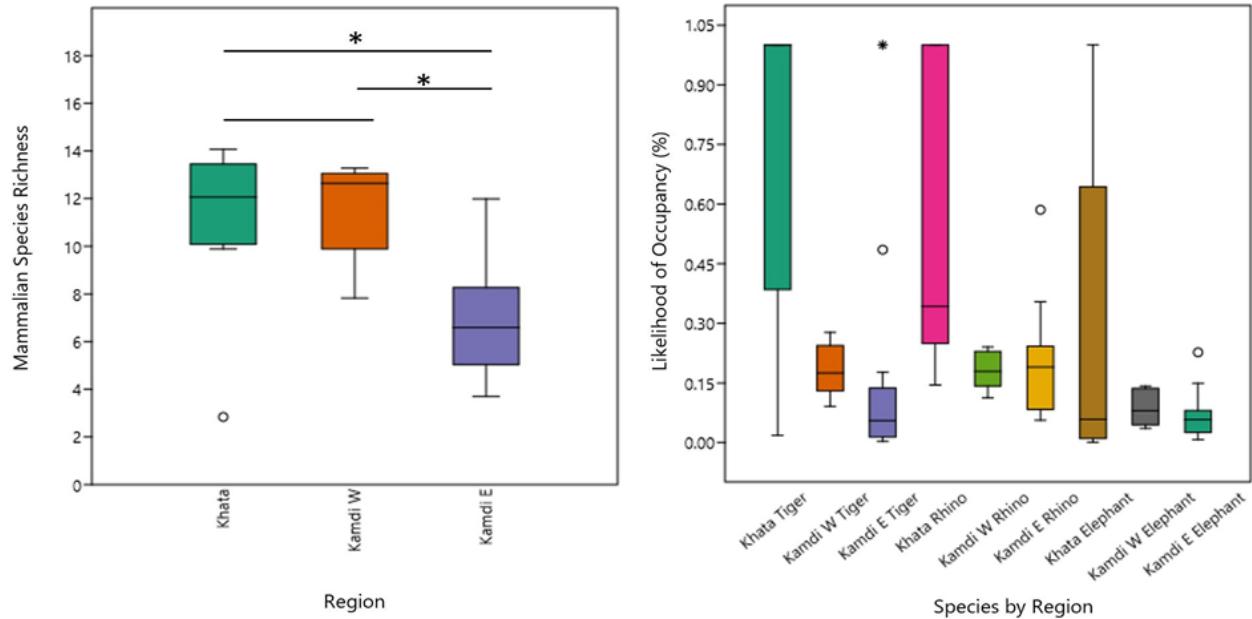 Mammalian Species Richness
18
16
14
12
10
8
6
4
2
0
*
*
Khata
Kamdi W
Kamdi E
Region
Likelihood of Occupancy (%)
1.05
0.90
0.75
0.60
0.45
0.30
0.15
0.00
Khata Tiger
Kamdi W Tiger
Kamdi E Tiger
Khata Rhino
Kamdi W Rhino
Kamdi E Rhino
Khata Elephant
Kamdi W Elephant
Kamdi E Elephant
Species by Region